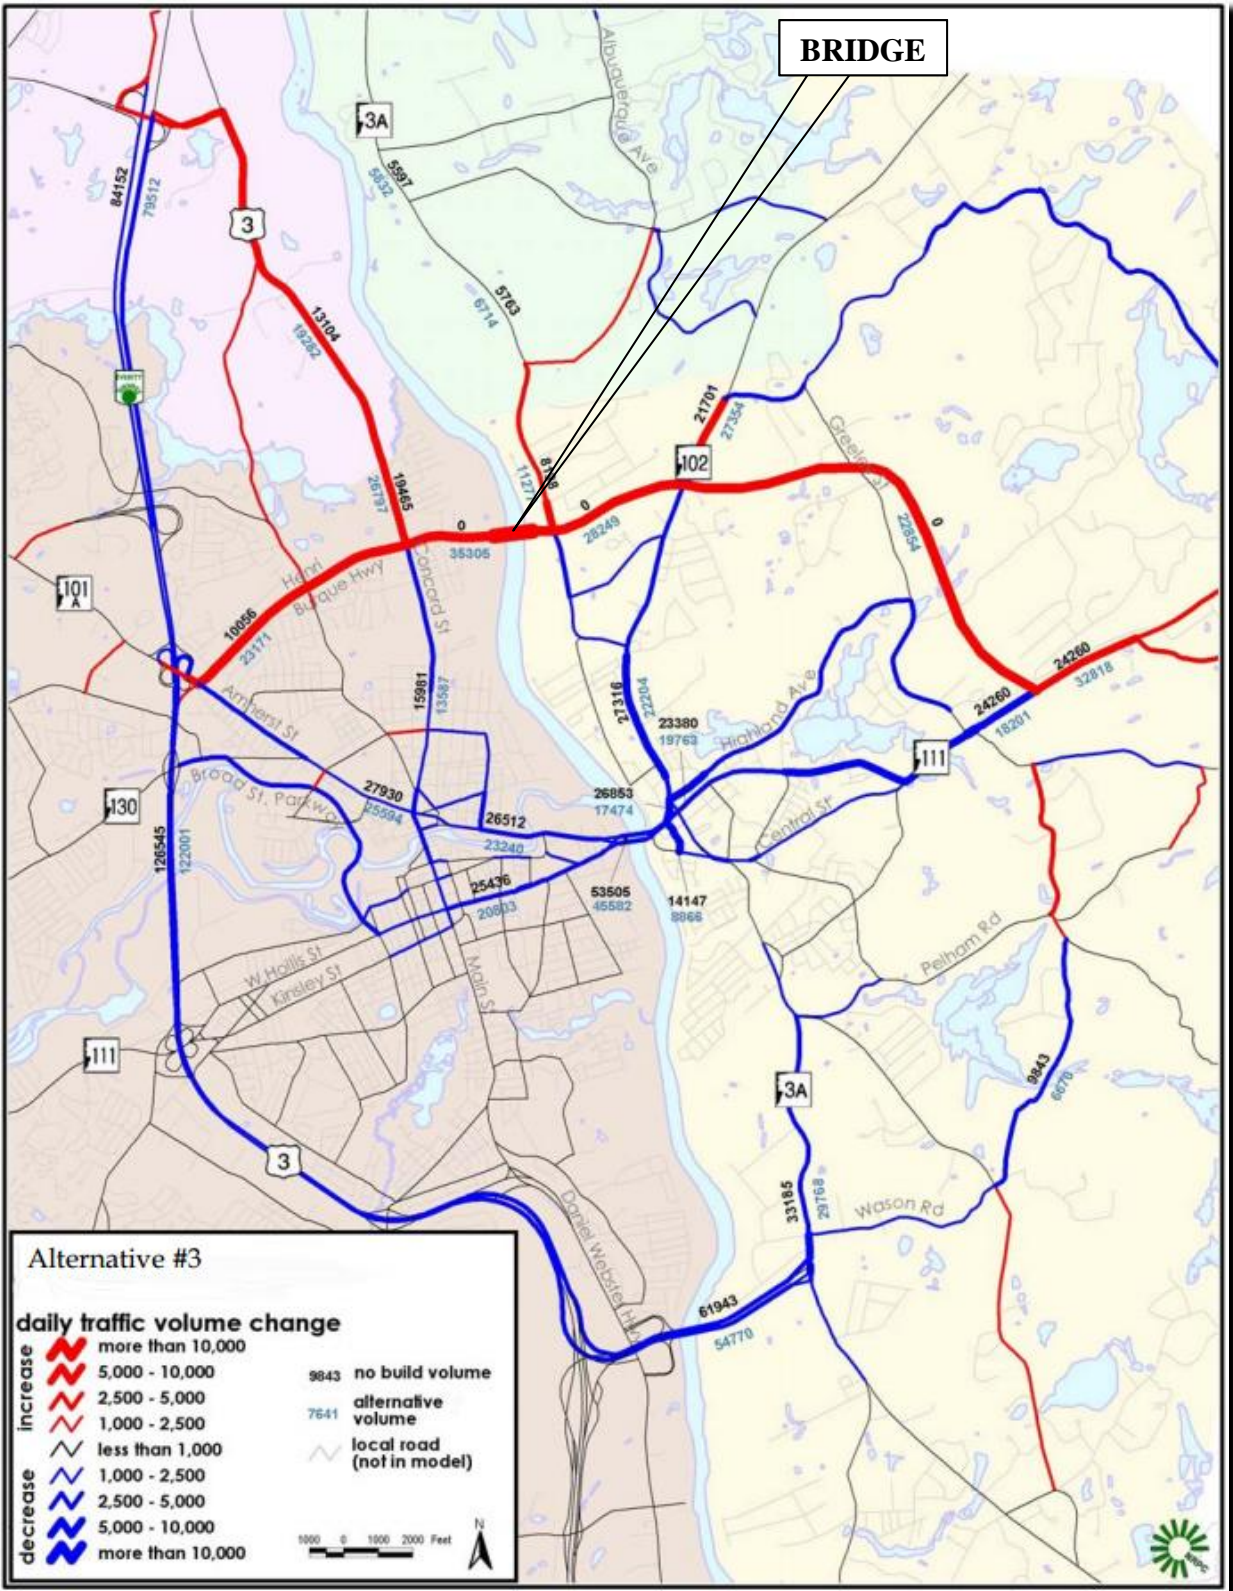 BRIDGE
Albuquerque Ave
3A
5597
5832
84152
79512
3
5763
6714
13104
19282
EVERETT
21701
27354
Greeley St
102
19465
26797
11277
0
35305
0
28249
0
22854
101
A
Henri
Burque Hwy
Concord St
10056
23171
24260
32818
24260
18201
15981
13587
27316
22204
23380
19763
Highland Ave
111
Amherst St
Broad St. Parkway
130
27930
25594
26853
17474
Central St
26512
23240
126545
122001
25436
20803
53505
45582
14147
8866
W Hollis St
Kinsley St
Main St
Pelham Rd
111
9843
6670
3A
3
33185
29768
Wason Rd
Daniel Webster Hwy
61943
54770
Alternative #3
daily traffic volume change
increase
more than 10,000
5,000 - 10,000
2,500 - 5,000
1,000 - 2,500
less than 1,000
decrease
1,000 - 2,500
2,500 - 5,000
5,000 - 10,000
more than 10,000
9843 no build volume
7641 alternative
volume
local road
(not in model)
1000 0 1000 2000 Feet
N
NRPC